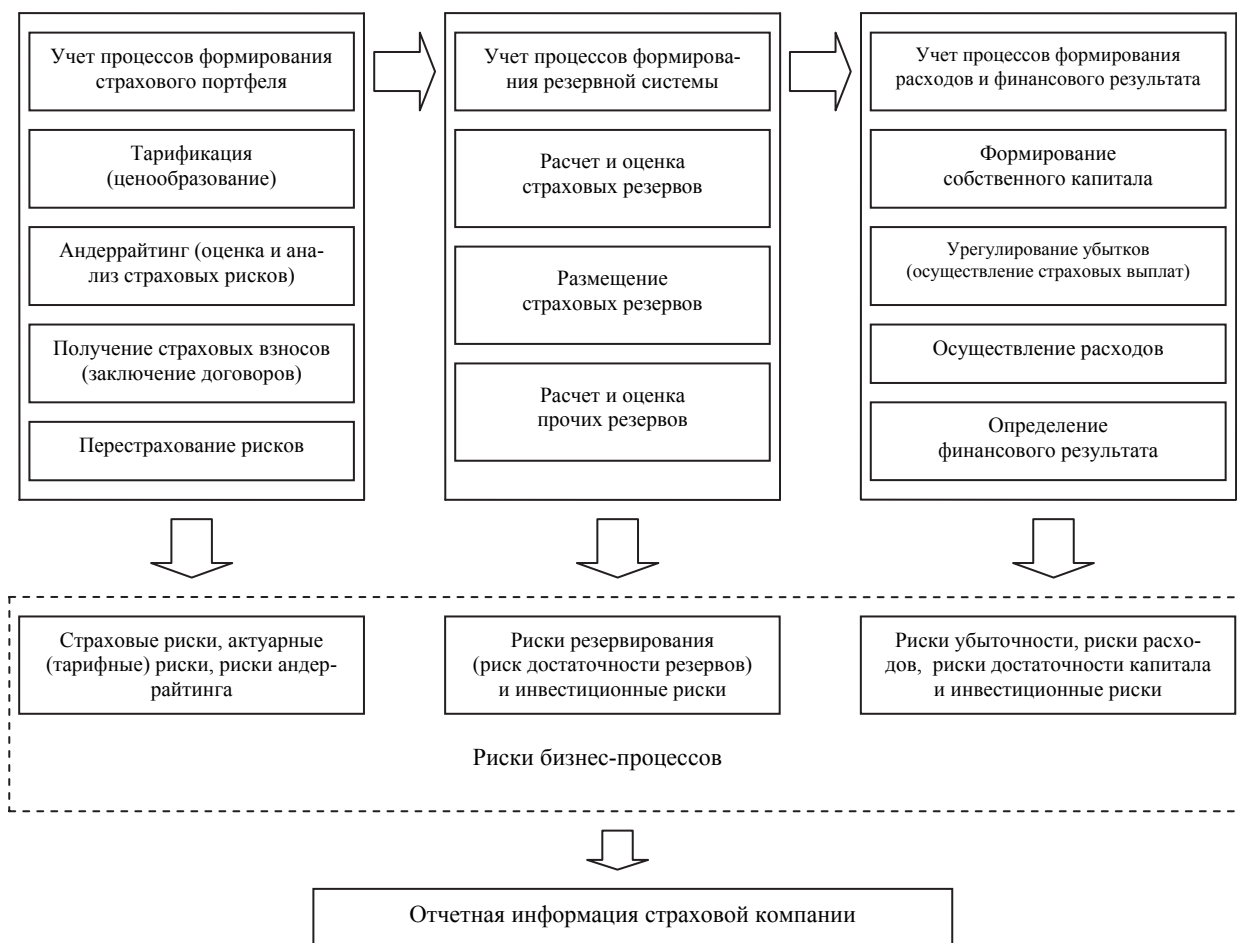 Учет процессов формирования
страхового портфеля
Тарификация
(ценообразование)
Андеррайтинг (оценка и ана-
лиз страховых рисков)
Получение страховых взносов
(заключение договоров)
Перестрахование рисков
Учет процессов формирова-
ния резервной системы
Расчет и оценка
страховых резервов
Размещение
страховых резервов
Расчет и оценка
прочих резервов
Учет процессов формирования
расходов и финансового результата
Формирование
собственного капитала
Урегулирование убытков
(осуществление страховых выплат)
Осуществление расходов
Определение
финансового результата
Страховые риски, актуарные
(тарифные) риски, риски андер-
райтинга
Риски резервирования
(риск достаточности резервов)
и инвестиционные риски
Риски убыточности, риски расхо-
дов, риски достаточности капитала
и инвестиционные риски
Риски бизнес-процессов
Отчетная информация страховой компании